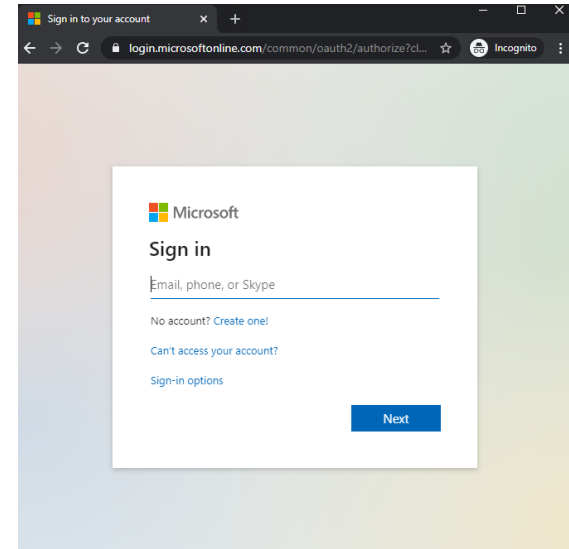 Sign in to your account
login.microsoftonline.com/common/oauth2/authorize?cl...
Incognito
Microsoft
Sign in
Email, phone, or Skype
No account? Create one!
Can't access your account?
Sign-in options
Next